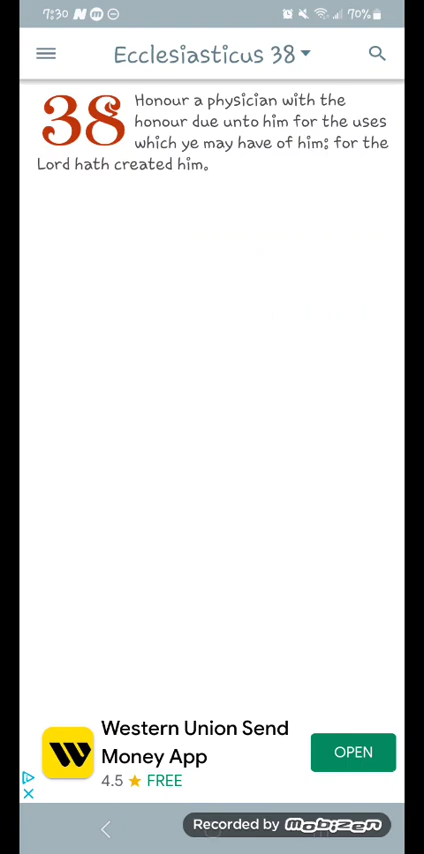 7:30 70%
Ecclesiasticus 38
38 Honour a physician with the
honour due unto him for the uses
which ye may have of him: for the
Lord hath created him.
Western Union Send
Money App
4.5 ★ FREE
OPEN
Recorded by mobizen